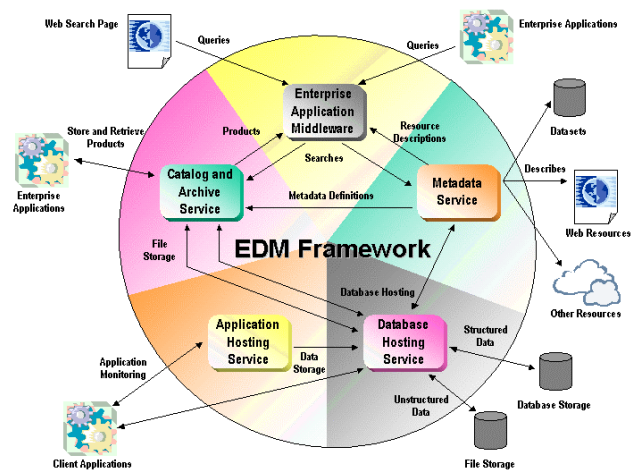 Web Search Page
Queries
Queries
Enterprise Applications
Enterprise
Application
Middleware
Datasets
Store and Retrieve
Products
Products
Resource
Descriptions
Searches
Enterprise
Applications
Catalog and
Archive
Service
Metadata Definitions
Metadata
Service
Describes
Web Resources
File
Storage
EDM Framework
Database Hosting
Other Resources
Application
Hosting
Service
Data
Storage
Database
Hosting
Service
Structured
Data
Application
Monitoring
Unstructured
Data
Database Storage
Client Applications
File Storage